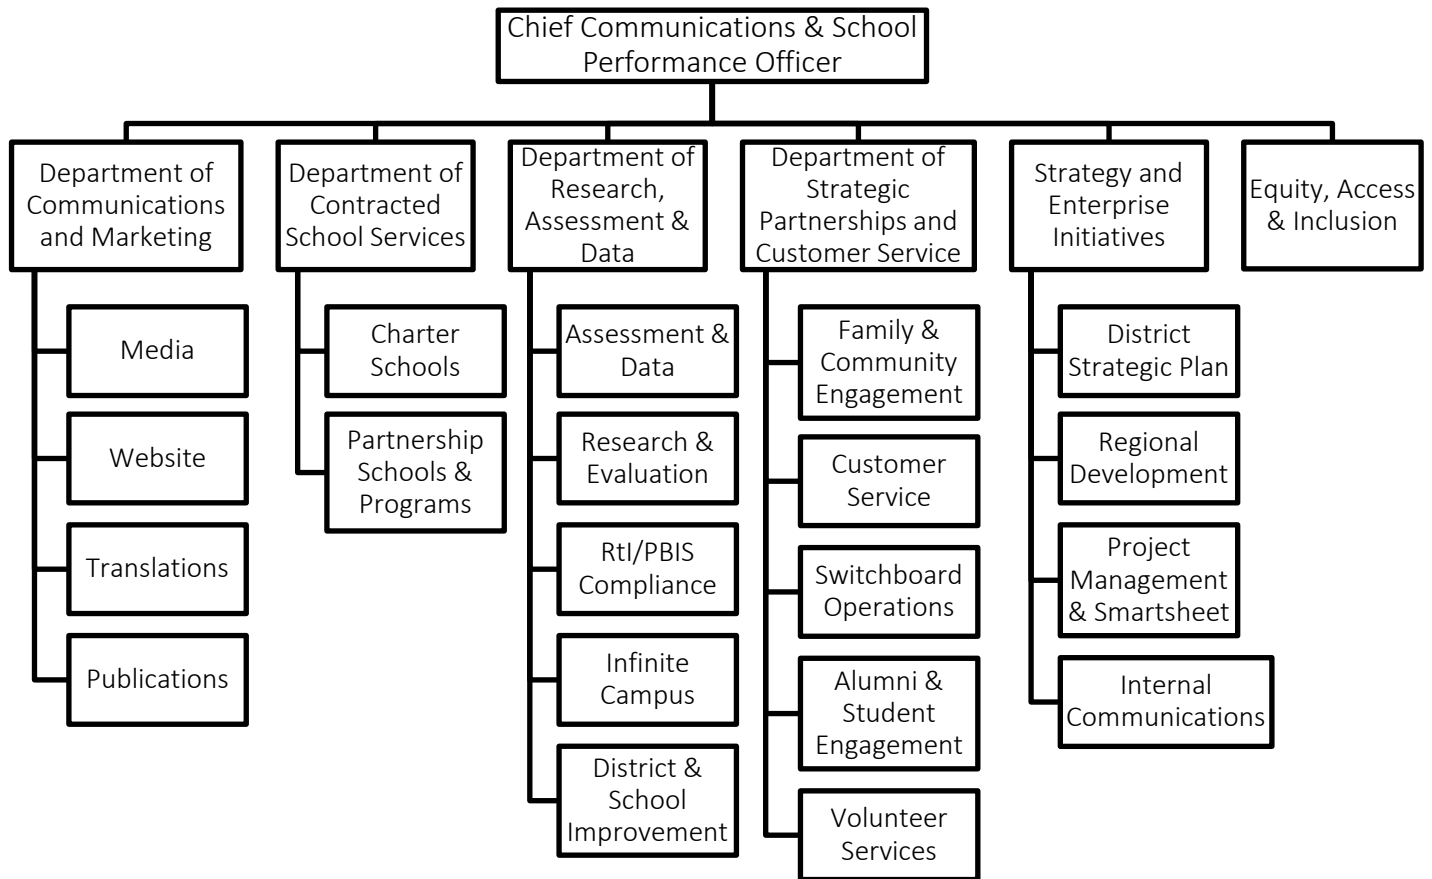 Chief Communications & School
Performance Officer
Department of
Communications
and Marketing
Department of
Contracted
School Services
Department of
Research,
Assessment &
Data
Department of
Strategic
Partnerships and
Customer Service
Strategy and
Enterprise
Initiatives
Equity, Access
& Inclusion
Media
Website
Translations
Publications
Charter
Schools
Partnership
Schools &
Programs
Assessment &
Data
Research &
Evaluation
RtI/PBIS
Compliance
Infinite
Campus
District &
School
Improvement
Family &
Community
Engagement
Customer
Service
Switchboard
Operations
Alumni &
Student
Engagement
Volunteer
Services
District
Strategic Plan
Regional
Development
Project
Management
& Smartsheet
Internal
Communications